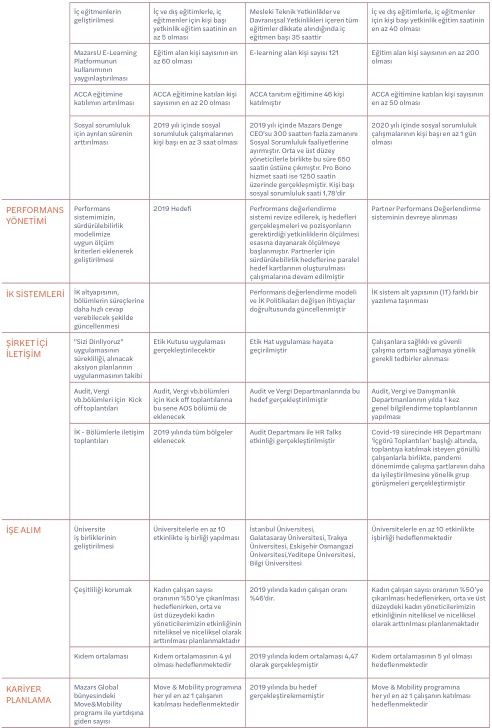 İç eğitmenlerin
geliştirilmesi
İç ve dış eğitimlerle, iç
eğitmenler için kişi başı
yetkinlik eğitim saatinin en
az 5 olması
Mesleki Teknik Yetkinlikler ve
Davranışsal Yetkinlikleri içeren tüm
eğitimler dikkate alındığında iç
eğitmen başı 35 saattir
İç ve dış eğitimlerle, iç eğitmenler
için kişi başı yetkinlik eğitim saatinin
en az 40 olması
MazarsU E-Learning
Platformunun
kullanımının
yaygınlaştırılması
Eğitim alan kişi sayısının en
az 60 olması
E-learning alan kişi sayısı 121
Eğitim alan kişi sayısının en az 200
olması
ACCA eğitimine
katılımın artırılması
ACCA eğitimine katılan kişi
sayısının en az 20 olması
ACCA tanıtım eğitimine 46 kişi
katılmıştır
ACCA eğitimine katılan kişi sayısının
en az 50 olması
Sosyal sorumluluk
için ayrılan sürenin
arttırılması
2019 yılı içinde sosyal
sorumluluk çalışmalarının
kişi başı en az 3 saat olması
2019 yılı içinde Mazars Denge
CEO'su 300 saatten fazla zamanını
Sosyal Sorumluluk faaliyetlerine
ayırmıştır. Orta ve üst düzey
yöneticilerle birlikte bu süre 650
saatin üstüne çıkmıştır. Pro Bono
hizmet saati ise 1250 saatin
üzerinde gerçekleşmiştir. Kişi başı
sosyal sorumluluk saati 1,78'dir
2020 yılı içinde sosyal sorumluluk
çalışmalarının kişi başı en az 1 gün
olması
PERFORMANS
YÖNETİMİ
Performans
sistemimizin,
sürdürülebilirlik
modelimize
uygun ölçüm
kriterleri eklenerek
geliştirilmesi
2019 Hedefi
Performans değerlendirme
sistemi revize edilerek, iş hedefleri
gerçekleşmeleri ve pozisyonların
gerektirdiği yetkinliklerin ölçülmesi
esasına dayanarak ölçülmeye
başlanmıştır. Partnerler için
sürdürülebilirlik hedeflerine paralel
hedef kartlarının oluşturulması
çalışmalarına devam edilmiştir
Partner Performans Değerlendirme
sisteminin devreye alınması
İK SİSTEMLERİ
İK altyapısının,
bölümlerin süreçlerine
daha hızlı cevap
verebilecek şekilde
güncellenmesi
Performans değerlendirme modeli
ve İK Politikaları değişen ihtiyaçlar
doğrultusunda güncellenmiştir
İK sistem alt yapısının (IT) farklı bir
yazılıma taşınması
ŞİRKET İÇİ
İLETİŞİM
"Sizi Dinliyoruz"
uygulamasının
sürekliliği, alınacak
aksiyon planlarının
uygulanmasının takibi
Etik Kutusu uygulaması
gerçekleştirilecektir
Etik Hat uygulaması hayata
geçirilmiştir
Çalışanlara sağlıklı ve güvenli
çalışma ortamı sağlamaya yönelik
gerekli tedbirler alınması
Audit, Vergi
vb.bölümleri için Kick
off toplantıları
Audit, Vergi vb.bölümleri
için Kıck off toplantılarına
bu sene AOS bölümü de
eklenecek
Audit ve Vergi Departmanlarında bu
hedef gerçekleştirilmiştir
Audit, Vergi ve Danışmanlık
Departmanlarının yılda 1 kez
genel bilgilendirme toplantılarının
yapılması
İK - Bölümlerle iletişim
toplantıları
2019 yılında tüm bölgeler
eklenecek
Audit Departmanı ile HR Talks
etkinliği gerçekleştirilmiştir
Covid-19 sürecinde HR Departmanı
'İçgörü Toplantıları' başlığı altında,
toplantıya katılmak isteyen gönüllü
çalışanlarla birlikte, pandemi
dönemimde çalışma şartlarının daha
da iyileştirilmesine yönelik grup
görüşmeleri gerçekleştirmiştir
İŞE ALIM
Üniversite
iş birliklerinin
geliştirilmesi
Üniversitelerle en az 10
etkinlikte iş birliği yapılması
İstanbul Üniversitesi,
Galatasaray Üniversitesi, Trakya
Üniversitesi, Eskişehir Osmangazi
Üniversitesi,Yeditepe Üniversitesi,
Bilgi Üniversitesi
Üniversitelerle en az 10 etkinlikte
işbirliği hedeflenmektedir
Çeşitliliği korumak
Kadın çalışan sayısı
oranının %50'ye çıkarılması
hedeflenirken, orta ve
üst düzeydeki kadın
yöneticilerimizin etkinliğinin
niteliksel ve niceliksel olarak
arttırılması planlanmaktadır
2019 yılında kadın çalışan oranı
%46'dır.
Kadın çalışan sayısı oranının %50'ye
çıkarılması hedeflenirken, orta ve üst
düzeydeki kadın yöneticilerimizin
etkinliğinin niteliksel ve niceliksel
olarak arttırılması planlanmaktadır
Kıdem ortalaması
Kıdem ortalamasının 4 yıl
olması hedeflenmektedir
2019 yılında kıdem ortalaması 4,47
olarak gerçekleşmiştir
Kıdem ortalamasının 5 yıl olması
hedeflenmektedir
KARİYER
PLANLAMA
Mazars Global
bünyesindeki
Move&Mobility
programı ile yurtdışına
giden sayısı
Move & Mobility programına
her yıl en az 1 çalışanın
katılması hedeflenmektedir
2019 yılında bu hedef
gerçekleştirelememiştir
Move & Mobility programına
her yıl en az 1 çalışanın katılması
hedeflenmektedir